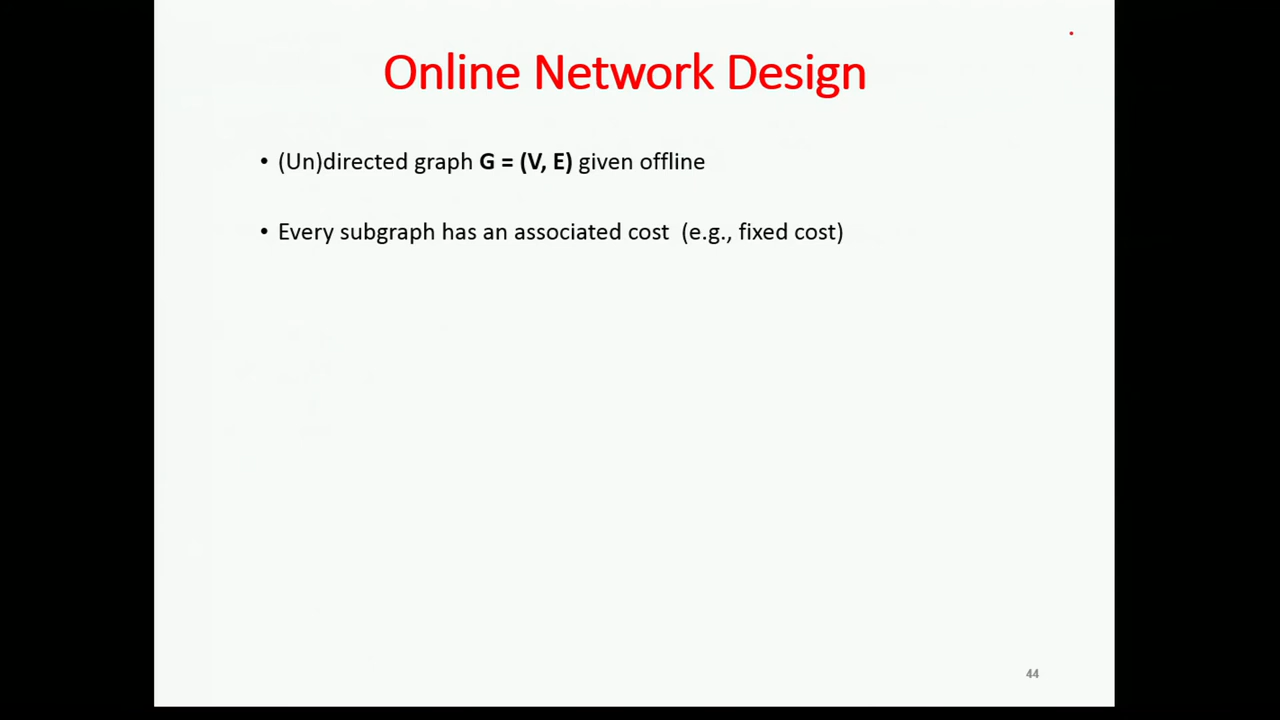 Online Network Design
• (Un)directed graph G = (V, E) given offline
• Every subgraph has an associated cost (e.g., fixed cost)
44